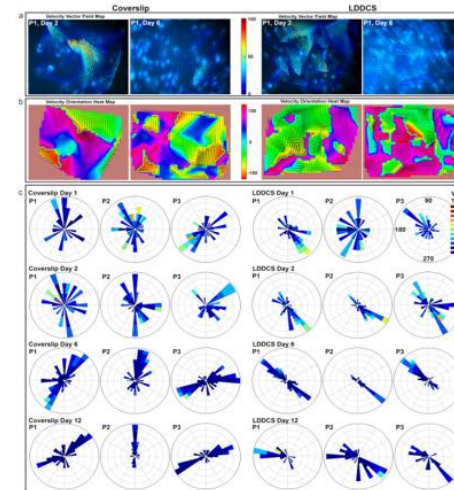 Coverslip
LDDCS
a
Velocity Vector Field Map
Velocity Vector Field Map
P1, Day 2
P1, Day 6
P1, Day 2
P1, Day 6
b
Velocity Orientation Heat Map
Velocity Orientation Heat Map
c
Coverslip Day 1
LDDCS Day 1
P1
P2
P3
P1
P2
P3
90
180
270
Coverslip Day 2
LDDCS Day 2
P1
P2
P3
P1
P2
P3
Coverslip Day 6
LDDCS Day 6
P1
P2
P3
P1
P2
P3
Coverslip Day 12
LDDCS Day 12
P1
P2
P3
P1
P2
P3